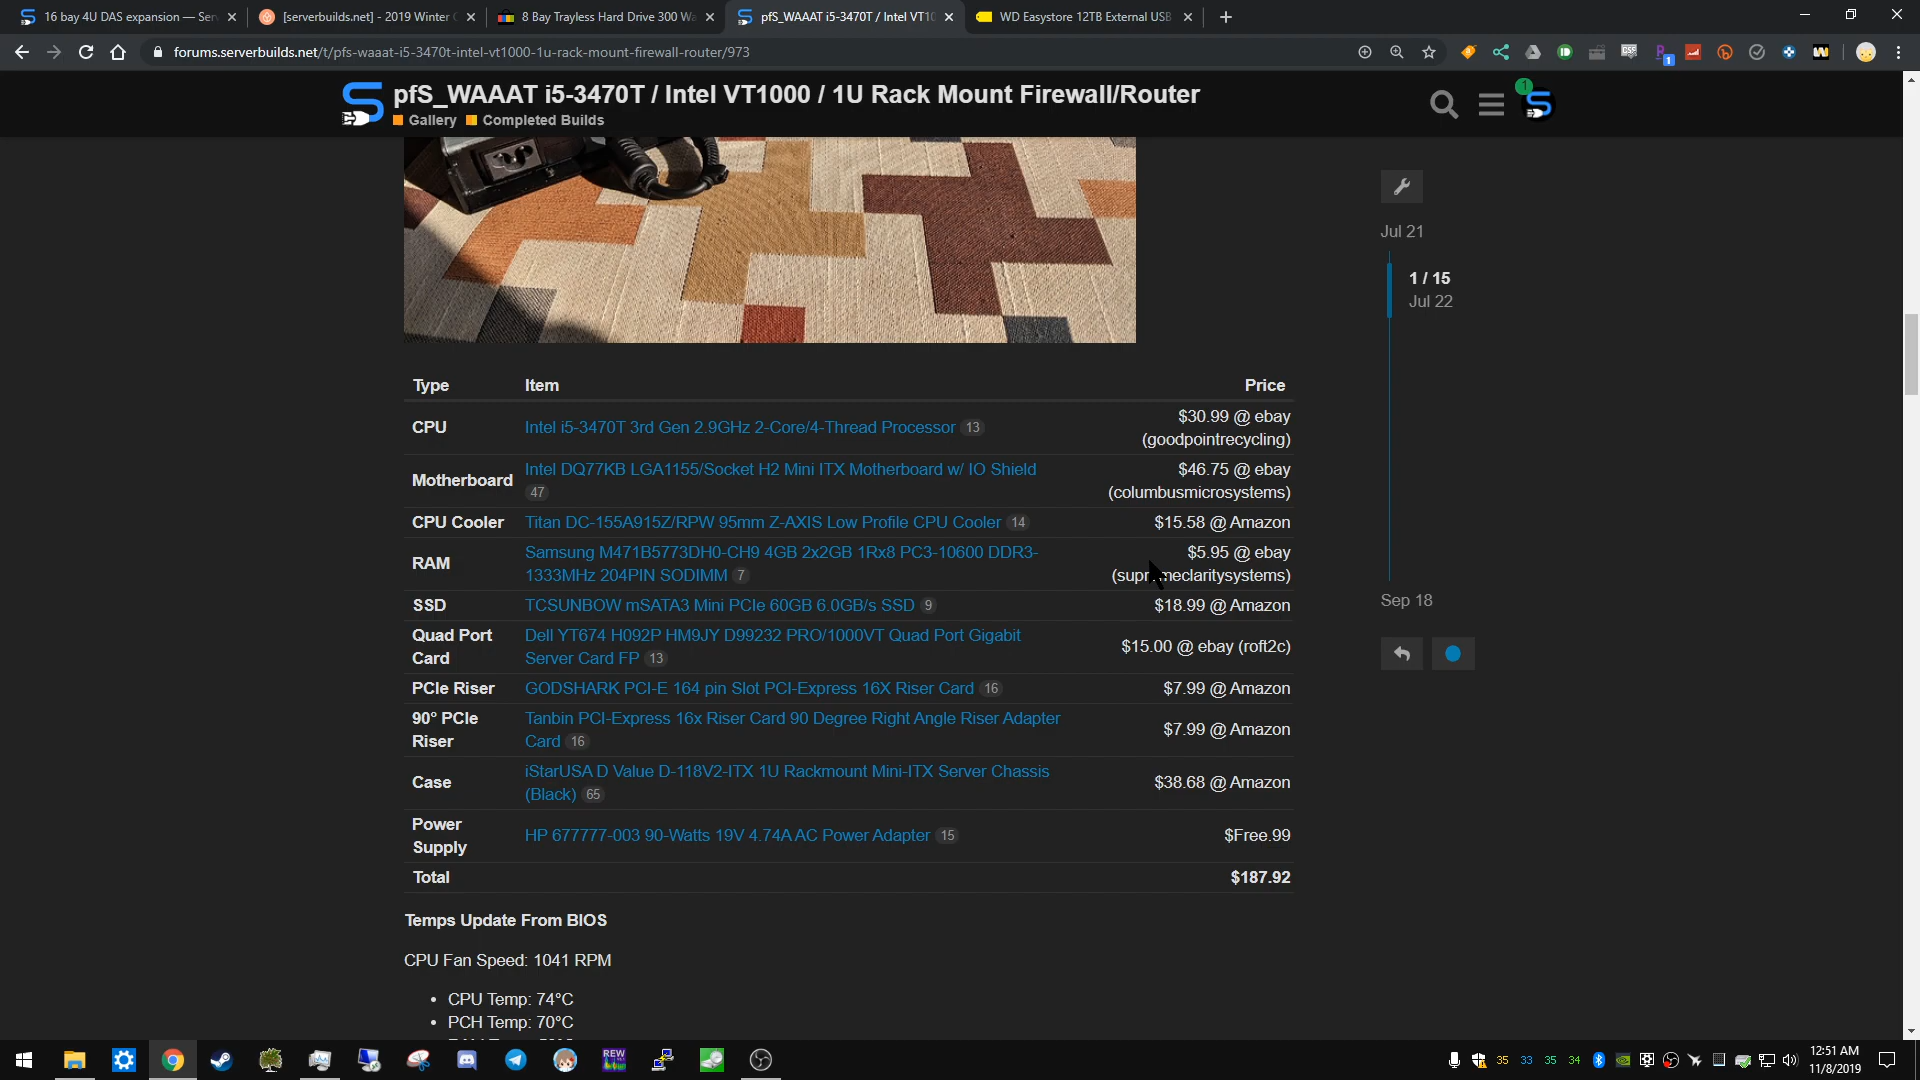 16 bay 4U DAS expansion — Ser
[serverbuilds.net] - 2019 Winter C
8 Bay Trayless Hard Drive 300 Wa
pfS_WAAAT i5-3470T / Intel VT10
WD Easystore 12TB External USB
forums.serverbuilds.net/t/pfs-waaat-i5-3470t-intel-vt1000-1u-rack-mount-firewall-router/973
pfS_WAAAT i5-3470T / Intel VT1000 / 1U Rack Mount Firewall/Router
Gallery Completed Builds
1
Jul 21
1 / 15
Jul 22
Sep 18
Type Item Price
CPU Intel i5-3470T 3rd Gen 2.9GHz 2-Core/4-Thread Processor 13 $30.99 @ ebay
(goodpointrecycling)
Motherboard Intel DQ77KB LGA1155/Socket H2 Mini ITX Motherboard w/ IO Shield $46.75 @ ebay
47 (columbusmicrosystems)
CPU Cooler Titan DC-155A915Z/RPW 95mm Z-AXIS Low Profile CPU Cooler 14 $15.58 @ Amazon
RAM Samsung M471B5773DH0-CH9 4GB 2x2GB 1Rx8 PC3-10600 DDR3- $5.95 @ ebay
1333MHz 204PIN SODIMM 7
SSD TCSUNBOW mSATA3 Mini PCIe 60GB 6.0GB/s SSD 9 $18.99 @ Amazon
Quad Port Dell YT674 H092P HM9JY D99232 PRO/1000VT Quad Port Gigabit $15.00 @ ebay (roft2c)
Card Server Card FP 13
PCIe Riser GODSHARK PCI-E 164 pin Slot PCI-Express 16X Riser Card 16 $7.99 @ Amazon
90° PCIe Tanbin PCI-Express 16x Riser Card 90 Degree Right Angle Riser Adapter $7.99 @ Amazon
Riser Card 16
Case iStarUSA D Value D-118V2-ITX 1U Rackmount Mini-ITX Server Chassis $38.68 @ Amazon
(Black) 65
Power HP 677777-003 90-Watts 19V 4.74A AC Power Adapter 15 $Free.99
Supply
Total $187.92
Temps Update From BIOS
CPU Fan Speed: 1041 RPM
• CPU Temp: 74°C
• PCH Temp: 70°C
REW
35 33 35 34
12:51 AM
11/8/2019